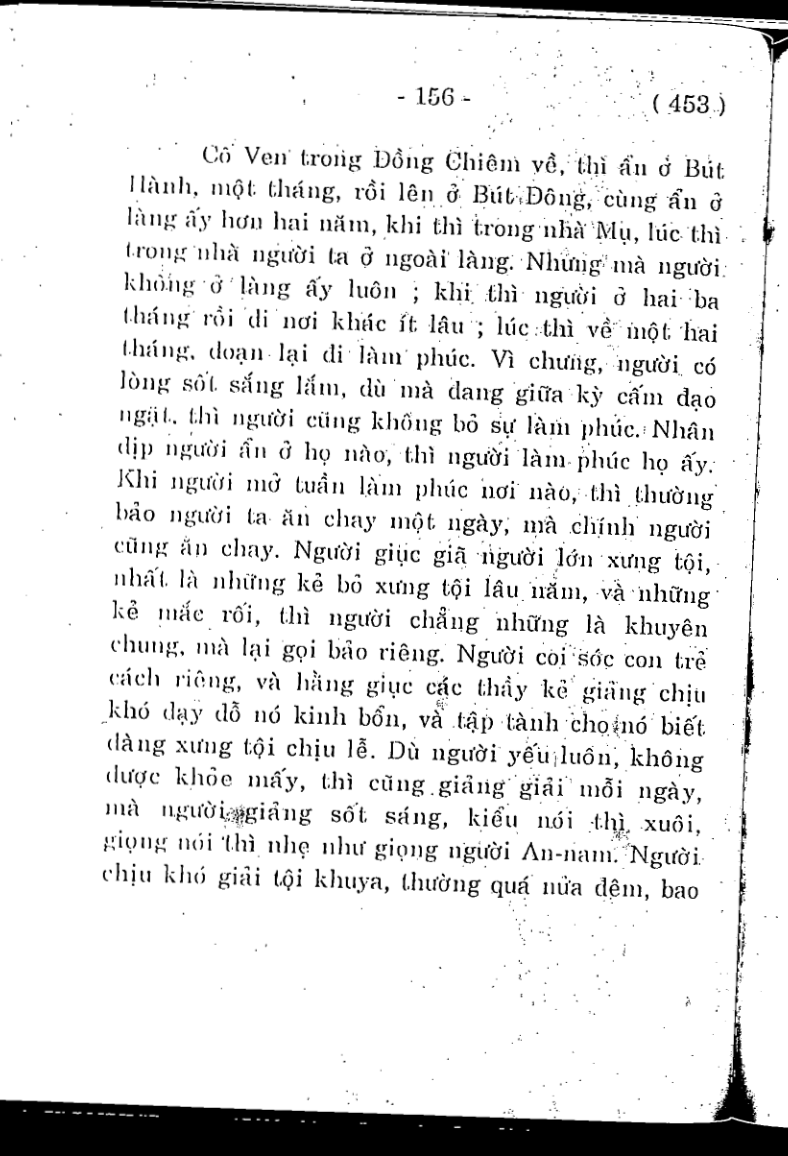 - 156 - ( 453 )
Cô Ven trong Đồng Chiêm về, thì ẩn ở Bút
Hành, một tháng, rồi lên ở Bút Đông, cùng ẩn ở
làng ấy hơn hai năm, khi thì trong nhà Mụ, lúc thì
trong nhà người ta ở ngoài làng. Nhưng mà người
không ở làng ấy luôn ; khi thì người ở hai ba
tháng rồi đi nơi khác ít lâu ; lúc thì về một hai
tháng, đoạn lại đi làm phúc. Vì chưng, người có
lòng sốt sắng lắm, dù mà đang giữa kỳ cấm đạo
ngặt, thì người cũng không bỏ sự làm phúc. Nhân
dịp người ẩn ở họ nào, thì người làm phúc họ ấy.
Khi người mở tuần làm phúc nơi nào, thì thường
bảo người ta ăn chay một ngày, mà chính người
cũng ăn chay. Người giục giã người lớn xưng tội,
nhất là những kẻ bỏ xưng tội lâu năm, và những
kẻ mắc rối, thì người chẳng những là khuyên
chung, mà lại gọi bảo riêng. Người coi sóc con trẻ
cách riêng, và hằng giục các thầy kẻ giảng chịu
khó dạy dỗ nó kinh bổn, và tập tành cho nó biết
dàng xưng tội chịu lễ. Dù người yếu luôn, không
được khỏe mấy, thì cũng giảng giải mỗi ngày,
mà người giảng sốt sáng, kiểu nói thì xuôi,
giọng nói thì nhẹ như giọng người An-nam. Người
chịu khó giải tội khuya, thường quá nửa đêm, bao